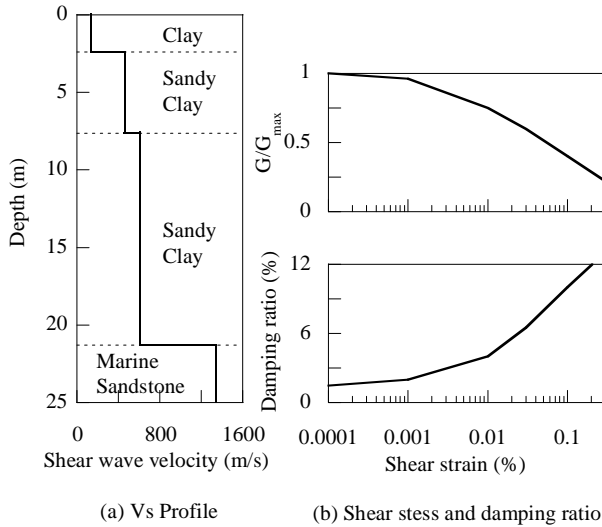 0
5
10
15
20
25
Depth (m)
Clay
Sandy
Clay
Sandy
Clay
Marine
Sandstone
0 800 1600
Shear wave velocity (m/s)
(a) Vs Profile
1
0.5
0
G/Gmax
12
6
0
Damping ratio (%)
0.0001 0.001 0.01 0.1
Shear strain (%)
(b) Shear stess and damping ratio